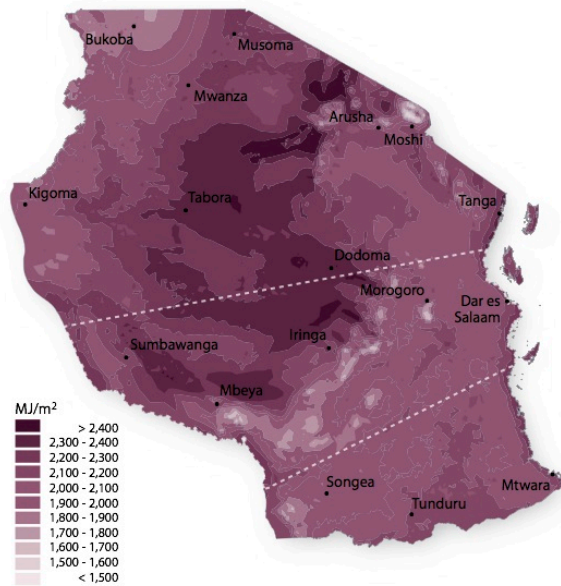 Bukoba
Musoma
Mwanza
Arusha
Moshi
Kigoma
Tabora
Tanga
Dodoma
Morogoro
Dar es
Salaam
Iringa
Sumbawanga
Mbeya
Songea
Mtwara
Tunduru
MJ/m²
> 2,400
2,300 - 2,400
2,200 - 2,300
2,100 - 2,200
2,000 - 2,100
1,900 - 2,000
1,800 - 1,900
1,700 - 1,800
1,600 - 1,700
1,500 - 1,600
< 1,500